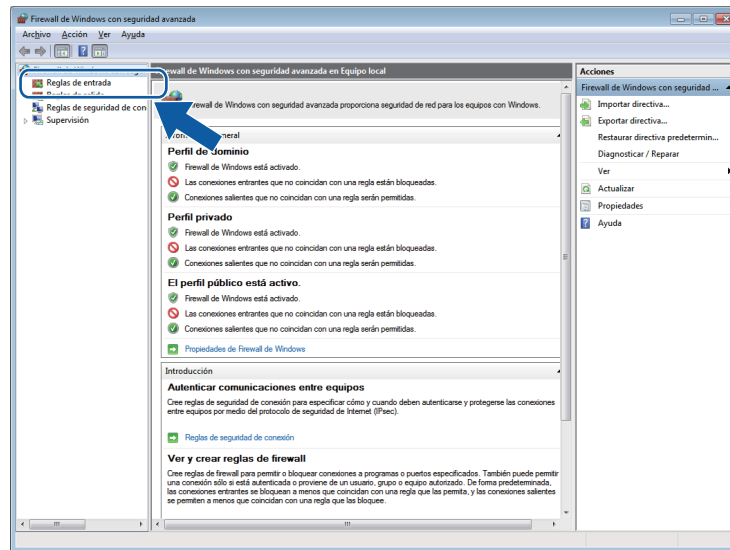 Firewall de Windows con seguridad avanzada
Archivo Acción Ver Ayuda
Reglas de entrada
Reglas de salida
Reglas de seguridad de con
Supervisión
ewall de Windows con seguridad avanzada en Equipo local
rewall de Windows con seguridad avanzada proporciona seguridad de red para los equipos con Windows.
neral
Perfil de dominio
Firewall de Windows está activado.
Las conexiones entrantes que no coincidan con una regla están bloqueadas.
Conexiones salientes que no coincidan con una regla serán permitidas.
Perfil privado
Firewall de Windows está activado.
Las conexiones entrantes que no coincidan con una regla están bloqueadas.
Conexiones salientes que no coincidan con una regla serán permitidas.
El perfil público está activo.
Firewall de Windows está activado.
Las conexiones entrantes que no coincidan con una regla están bloqueadas.
Conexiones salientes que no coincidan con una regla serán permitidas.
Propiedades de Firewall de Windows
Introducción
Autenticar comunicaciones entre equipos
Cree reglas de seguridad de conexión para especificar cómo y cuando deben autenticarse y protegerse las conexiones
entre equipos por medio del protocolo de seguridad de Internet (IPsec).
Reglas de seguridad de conexión
Ver y crear reglas de firewall
Cree reglas de firewall para permitir o bloquear conexiones a programas o puertos especificados. También puede permitir
una conexión sólo si está autenticada o proviene de un usuario, grupo o equipo autorizado. De forma predeterminada,
las conexiones entrantes se bloquean a menos que coincidan con una regla que las permita, y las conexiones salientes
se permiten a menos que coincidan con una regla que las bloquee.
Acciones
Firewall de Windows con seguridad ...
Importar directiva...
Exportar directiva...
Restaurar directiva predetermin...
Diagnosticar / Reparar
Ver
Actualizar
Propiedades
Ayuda